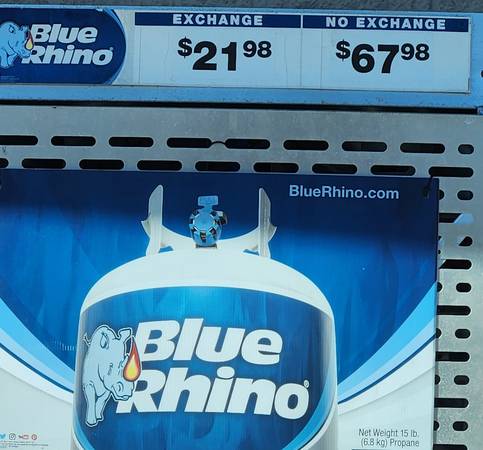 Blue
Rhino®
EXCHANGE
$21 98
NO EXCHANGE
$67 98
BlueRhino.com
Blue
Rhino®
Net Weight 15 lb.
(6.8 kg) Propane